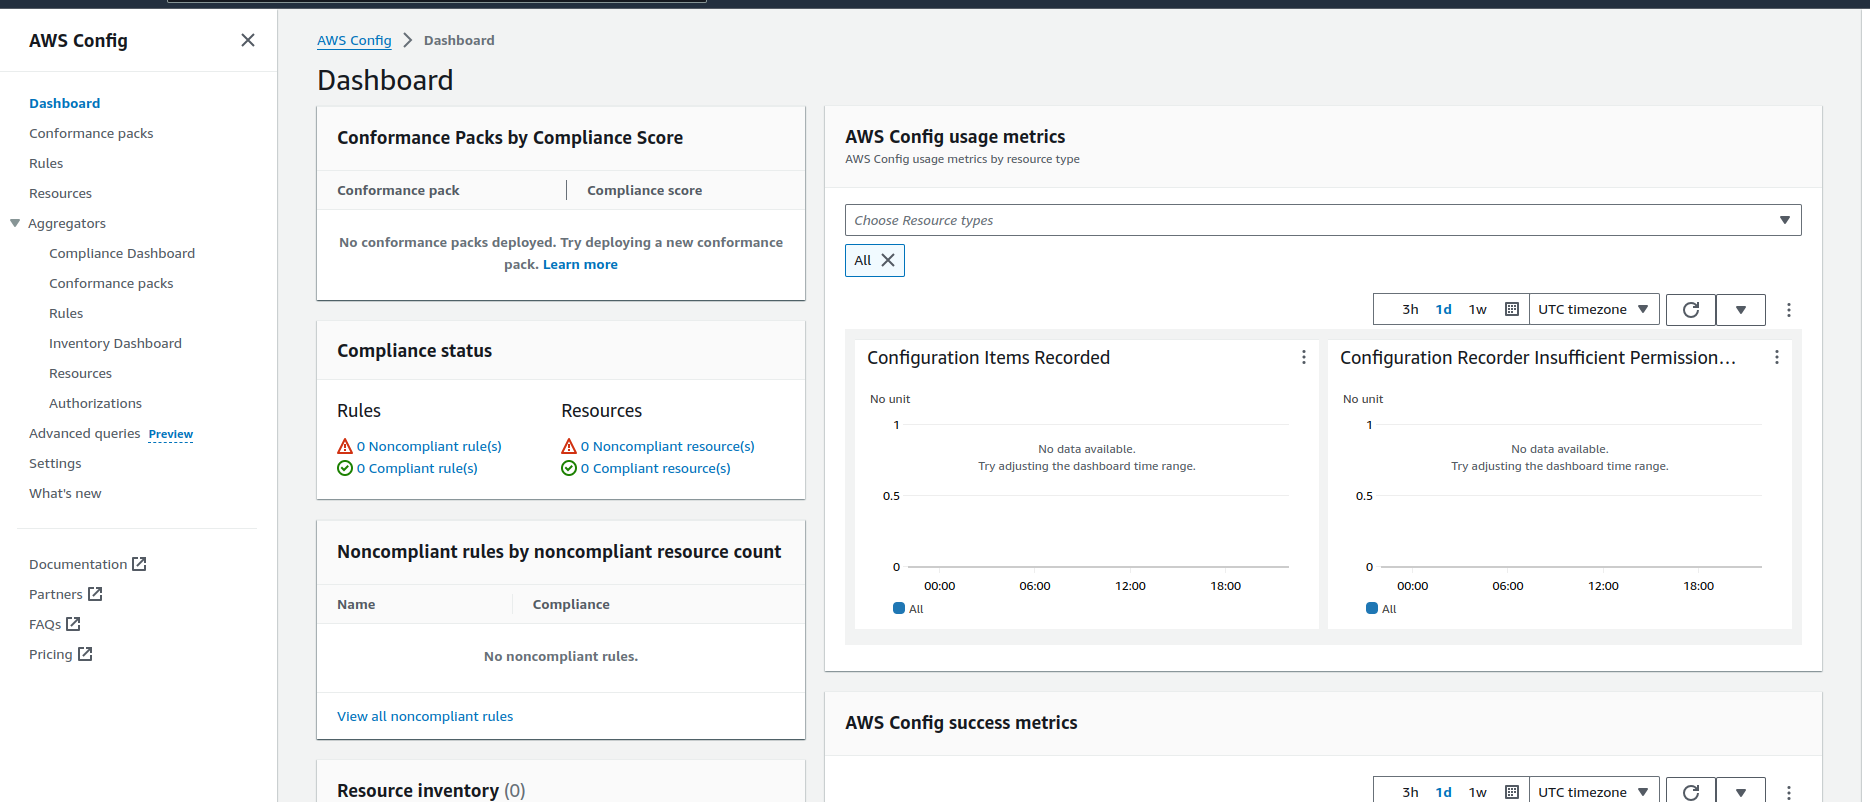 AWS Config
Dashboard
Conformance packs
Rules
Resources
Aggregators
Compliance Dashboard
Conformance packs
Rules
Inventory Dashboard
Resources
Authorizations
Advanced queries Preview
Settings
What's new
Documentation
Partners
FAQs
Pricing
AWS Config > Dashboard
Dashboard
Conformance Packs by Compliance Score
Conformance pack Compliance score
No conformance packs deployed. Try deploying a new conformance
pack. Learn more
Compliance status
Rules
0 Noncompliant rule(s)
0 Compliant rule(s)
Resources
0 Noncompliant resource(s)
0 Compliant resource(s)
Noncompliant rules by noncompliant resource count
Name Compliance
No noncompliant rules.
View all noncompliant rules
Resource inventory (0)
AWS Config usage metrics
AWS Config usage metrics by resource type
Choose Resource types
All
3h 1d 1w UTC timezone
Configuration Items Recorded
No unit
1
No data available.
Try adjusting the dashboard time range.
0.5
0
00:00 06:00 12:00 18:00
All
Configuration Recorder Insufficient Permission...
No unit
1
No data available.
Try adjusting the dashboard time range.
0.5
0
00:00 06:00 12:00 18:00
All
AWS Config success metrics
3h 1d 1w UTC timezone